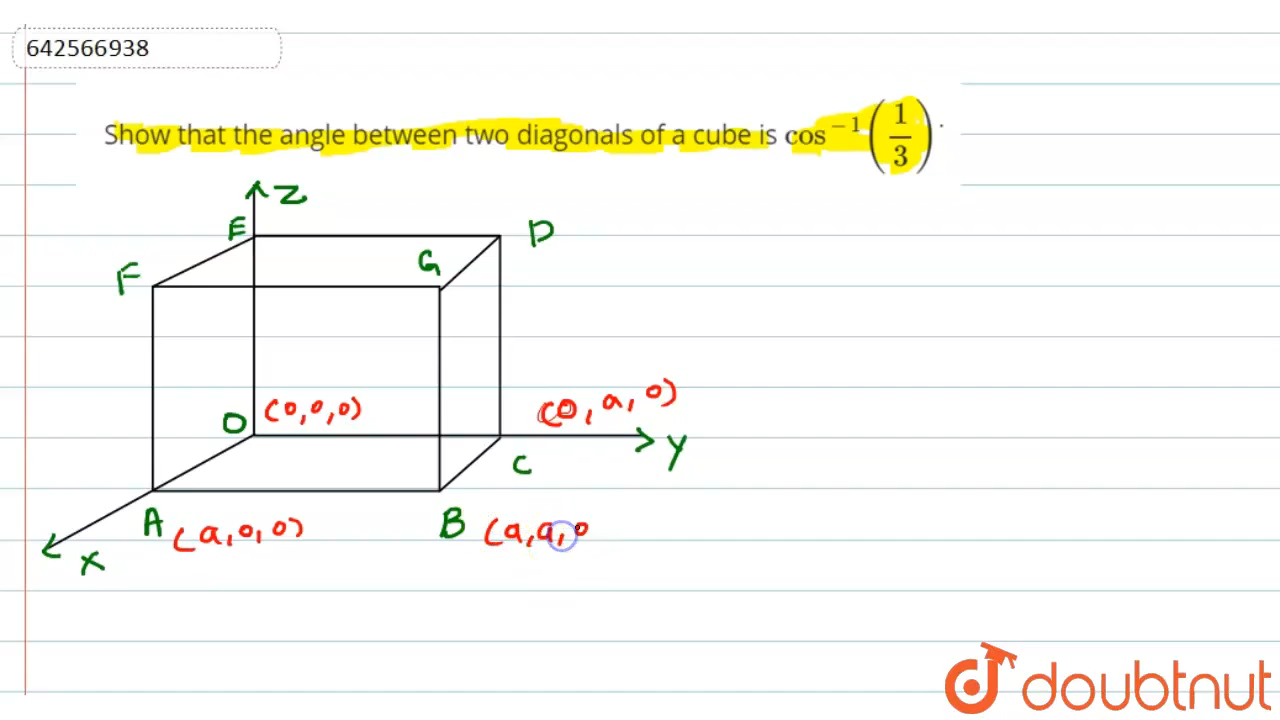 642566938
Show that the angle between two diagonals of a cube is cos⁻¹(1/3).
Z
E
D
G
F
O (0,0,0)
(0, a, 0)
Y
C
A (a,0,0)
B (a,a,0
X
doubtnut